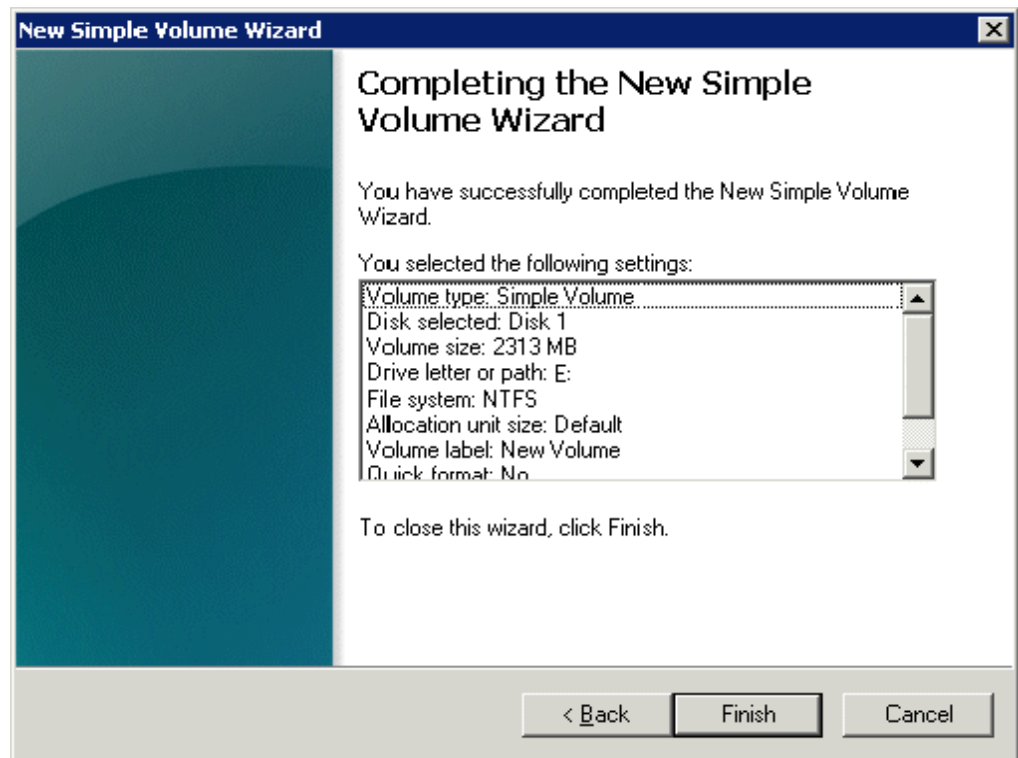 New Simple Volume Wizard
Completing the New Simple
Volume Wizard
You have successfully completed the New Simple Volume
Wizard.
You selected the following settings:
Volume type: Simple Volume
Disk selected: Disk 1
Volume size: 2313 MB
Drive letter or path: E:
File system: NTFS
Allocation unit size: Default
Volume label: New Volume
Quick format: No
To close this wizard, click Finish.
< Back
Finish
Cancel